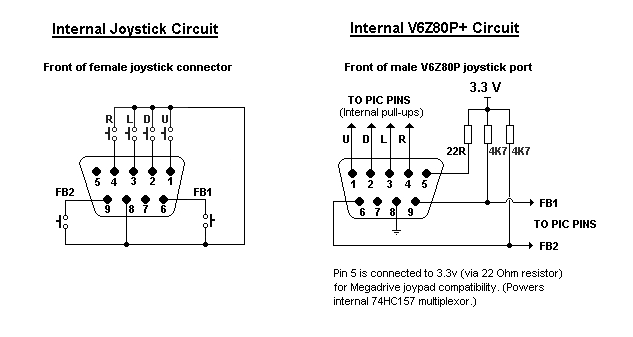 Internal Joystick Circuit
Internal V6Z80P+ Circuit
Front of female joystick connector
Front of male V6Z80P joystick port
3.3 V
TO PIC PINS
(Internal pull-ups)
R L D U
U D L R
22R 4K7 4K7
5 4 3 2 1
1 2 3 4 5
FB2 FB1
9 8 7 6
6 7 8 9
FB1
TO PIC PINS
FB2
Pin 5 is connected to 3.3v (via 22 Ohm resistor)
for Megadrive joypad compatibility. (Powers
internal 74HC157 multiplexor.)